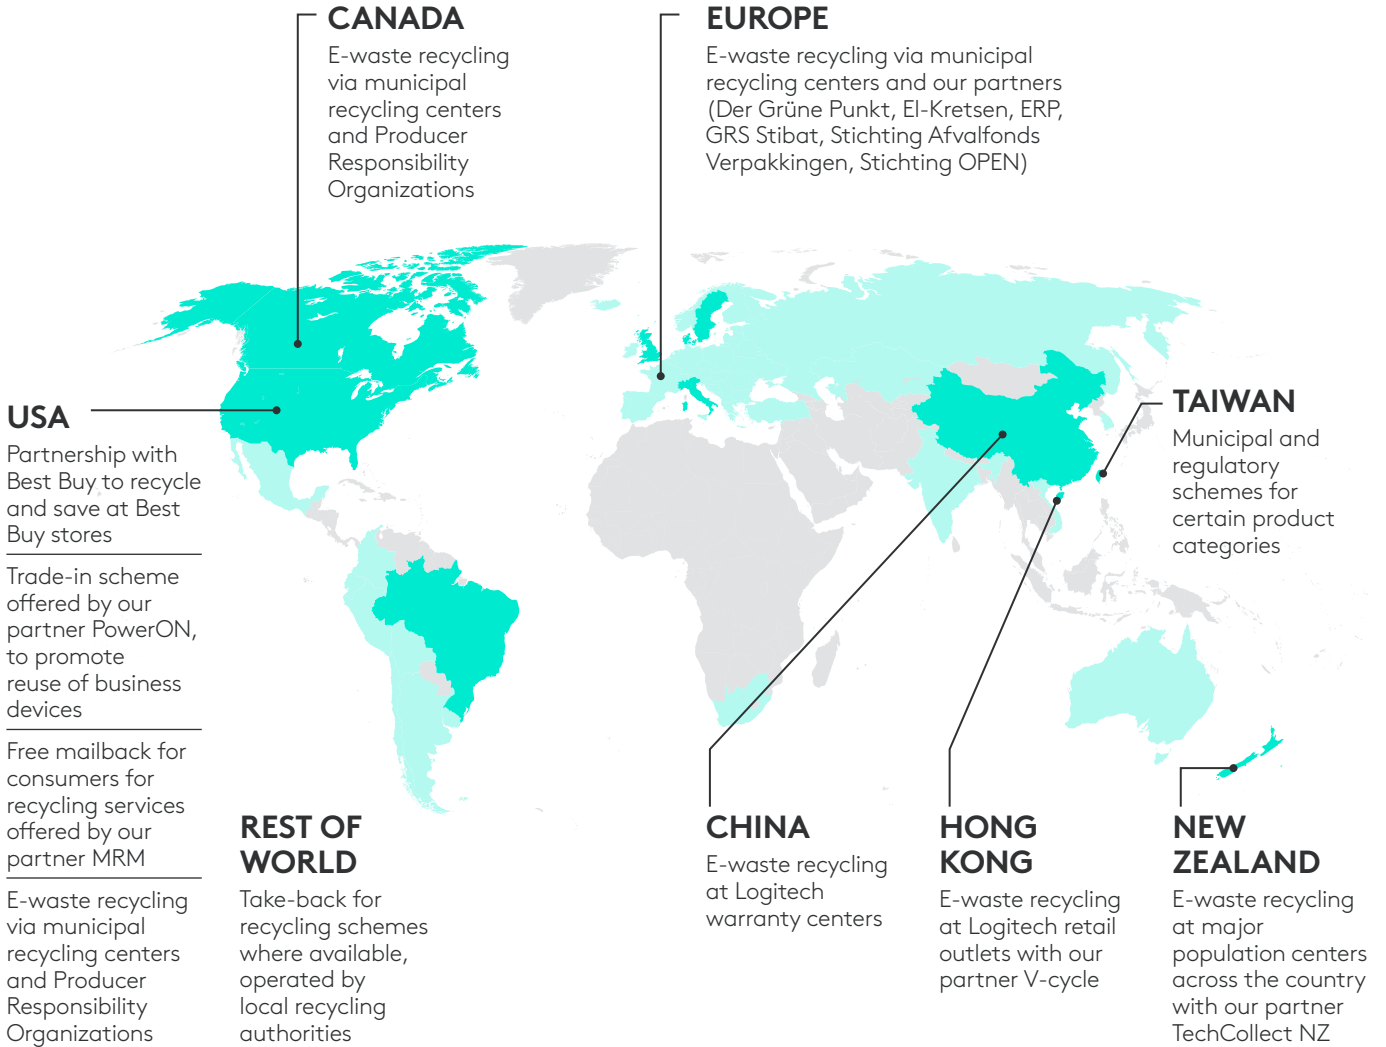 CANADA
E-waste recycling
via municipal
recycling centers
and Producer
Responsibility
Organizations
EUROPE
E-waste recycling via municipal
recycling centers and our partners
(Der Grüne Punkt, El-Kretsen, ERP,
GRS Stibat, Stichting Afvalfonds
Verpakkingen, Stichting OPEN)
USA
Partnership with
Best Buy to recycle
and save at Best
Buy stores
Trade-in scheme
offered by our
partner PowerON,
to promote
reuse of business
devices
Free mailback for
consumers for
recycling services
offered by our
partner MRM
E-waste recycling
via municipal
recycling centers
and Producer
Responsibility
Organizations
TAIWAN
Municipal and
regulatory
schemes for
certain product
categories
REST OF
WORLD
Take-back for
recycling schemes
where available,
operated by
local recycling
authorities
CHINA
E-waste recycling
at Logitech
warranty centers
HONG
KONG
E-waste recycling
at Logitech retail
outlets with our
partner V-cycle
NEW
ZEALAND
E-waste recycling
at major
population centers
across the country
with our partner
TechCollect NZ